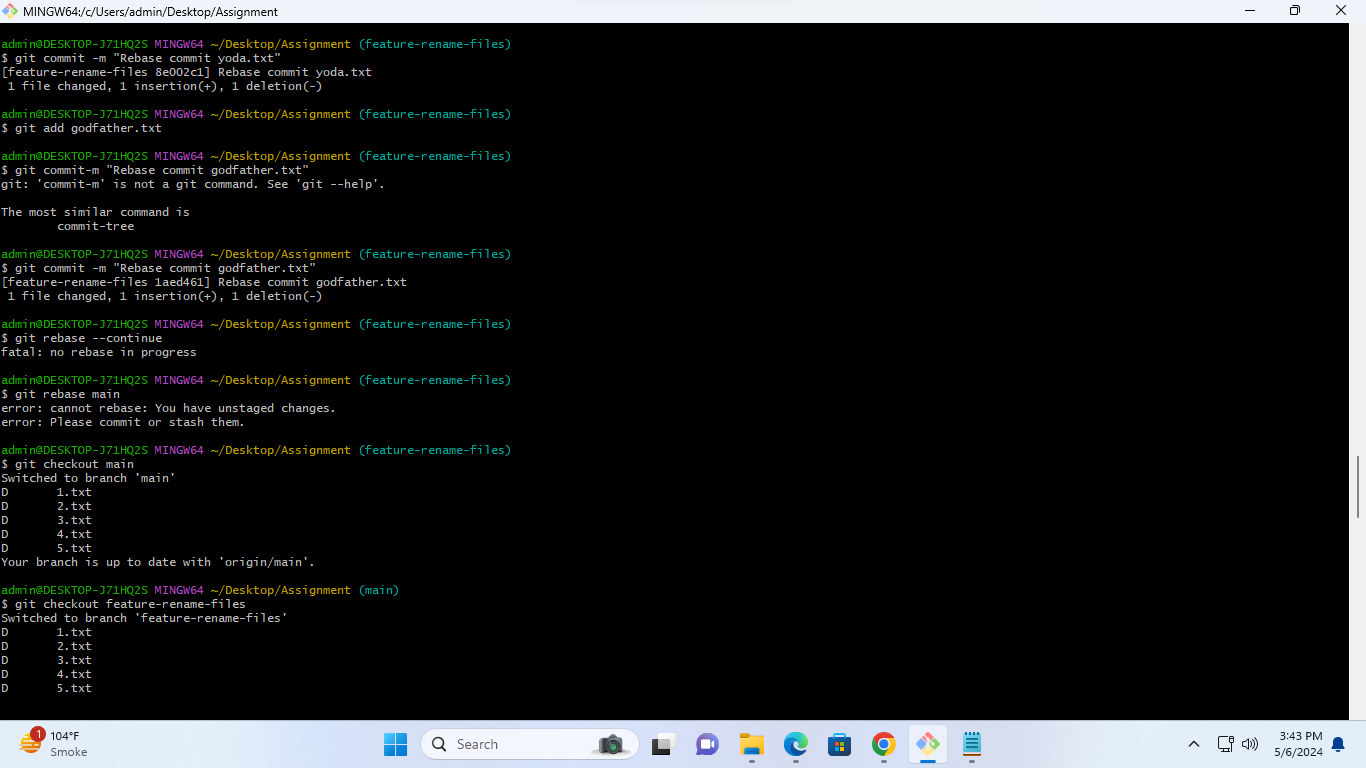 MINGW64:/c/Users/admin/Desktop/Assignment
admin@DESKTOP-J71HQ2S MINGW64 ~/Desktop/Assignment (feature-rename-files)
$ git commit -m "Rebase commit yoda.txt"
[feature-rename-files 8e002c1] Rebase commit yoda.txt
1 file changed, 1 insertion(+), 1 deletion(-)
admin@DESKTOP-J71HQ2S MINGW64 ~/Desktop/Assignment (feature-rename-files)
$ git add godfather.txt
admin@DESKTOP-J71HQ2S MINGW64 ~/Desktop/Assignment (feature-rename-files)
$ git commit-m "Rebase commit godfather.txt"
git: 'commit-m' is not a git command. See 'git --help'.
The most similar command is
commit-tree
admin@DESKTOP-J71HQ2S MINGW64 ~/Desktop/Assignment (feature-rename-files)
$ git commit -m "Rebase commit godfather.txt"
[feature-rename-files 1aed461] Rebase commit godfather.txt
1 file changed, 1 insertion(+), 1 deletion(-)
admin@DESKTOP-J71HQ2S MINGW64 ~/Desktop/Assignment (feature-rename-files)
$ git rebase --continue
fatal: no rebase in progress
admin@DESKTOP-J71HQ2S MINGW64 ~/Desktop/Assignment (feature-rename-files)
$ git rebase main
error: cannot rebase: You have unstaged changes.
error: Please commit or stash them.
admin@DESKTOP-J71HQ2S MINGW64 ~/Desktop/Assignment (feature-rename-files)
$ git checkout main
Switched to branch 'main'
D 1.txt
D 2.txt
D 3.txt
D 4.txt
D 5.txt
Your branch is up to date with 'origin/main'.
admin@DESKTOP-J71HQ2S MINGW64 ~/Desktop/Assignment (main)
$ git checkout feature-rename-files
Switched to branch 'feature-rename-files'
D 1.txt
D 2.txt
D 3.txt
D 4.txt
D 5.txt
1
104°F
Smoke
Search
3:43 PM
5/6/2024